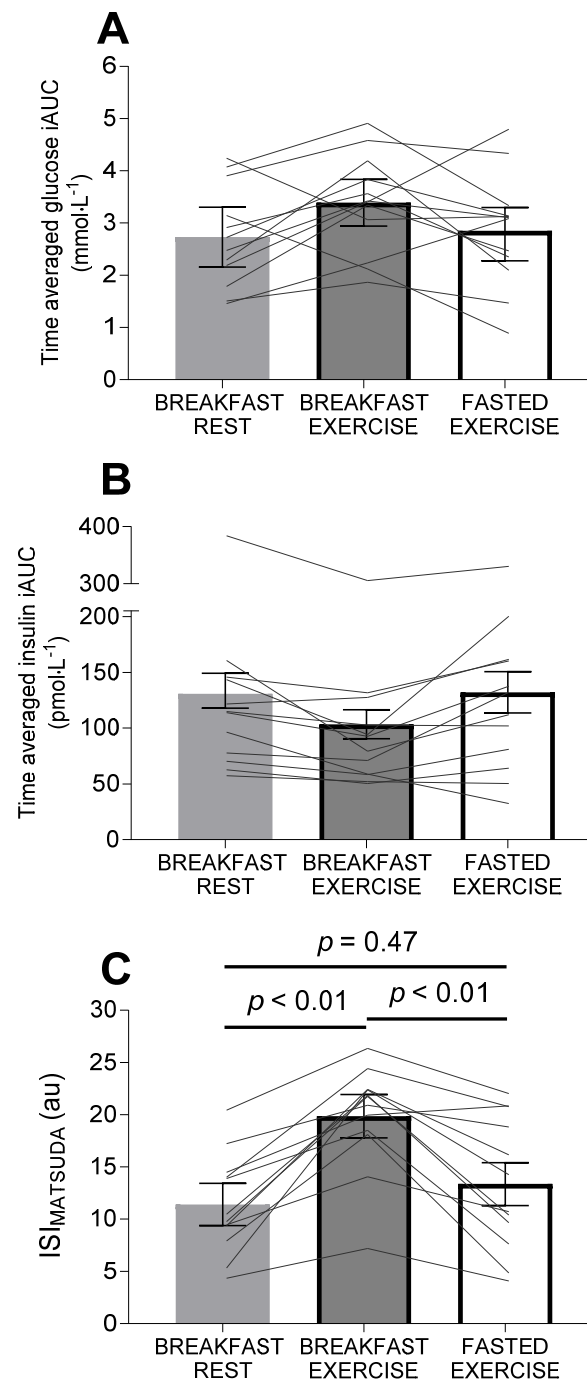 A
Time averaged glucose iAUC
(mmol·L⁻¹)
6
5
4
3
2
1
0
BREAKFAST REST
BREAKFAST EXERCISE
FASTED EXERCISE
B
Time averaged insulin iAUC
(pmol·L⁻¹)
400
300
200
150
100
50
0
BREAKFAST REST
BREAKFAST EXERCISE
FASTED EXERCISE
C
p = 0.47
p < 0.01
p < 0.01
ISIMATSUDA (au)
30
25
20
15
10
5
0
BREAKFAST REST
BREAKFAST EXERCISE
FASTED EXERCISE